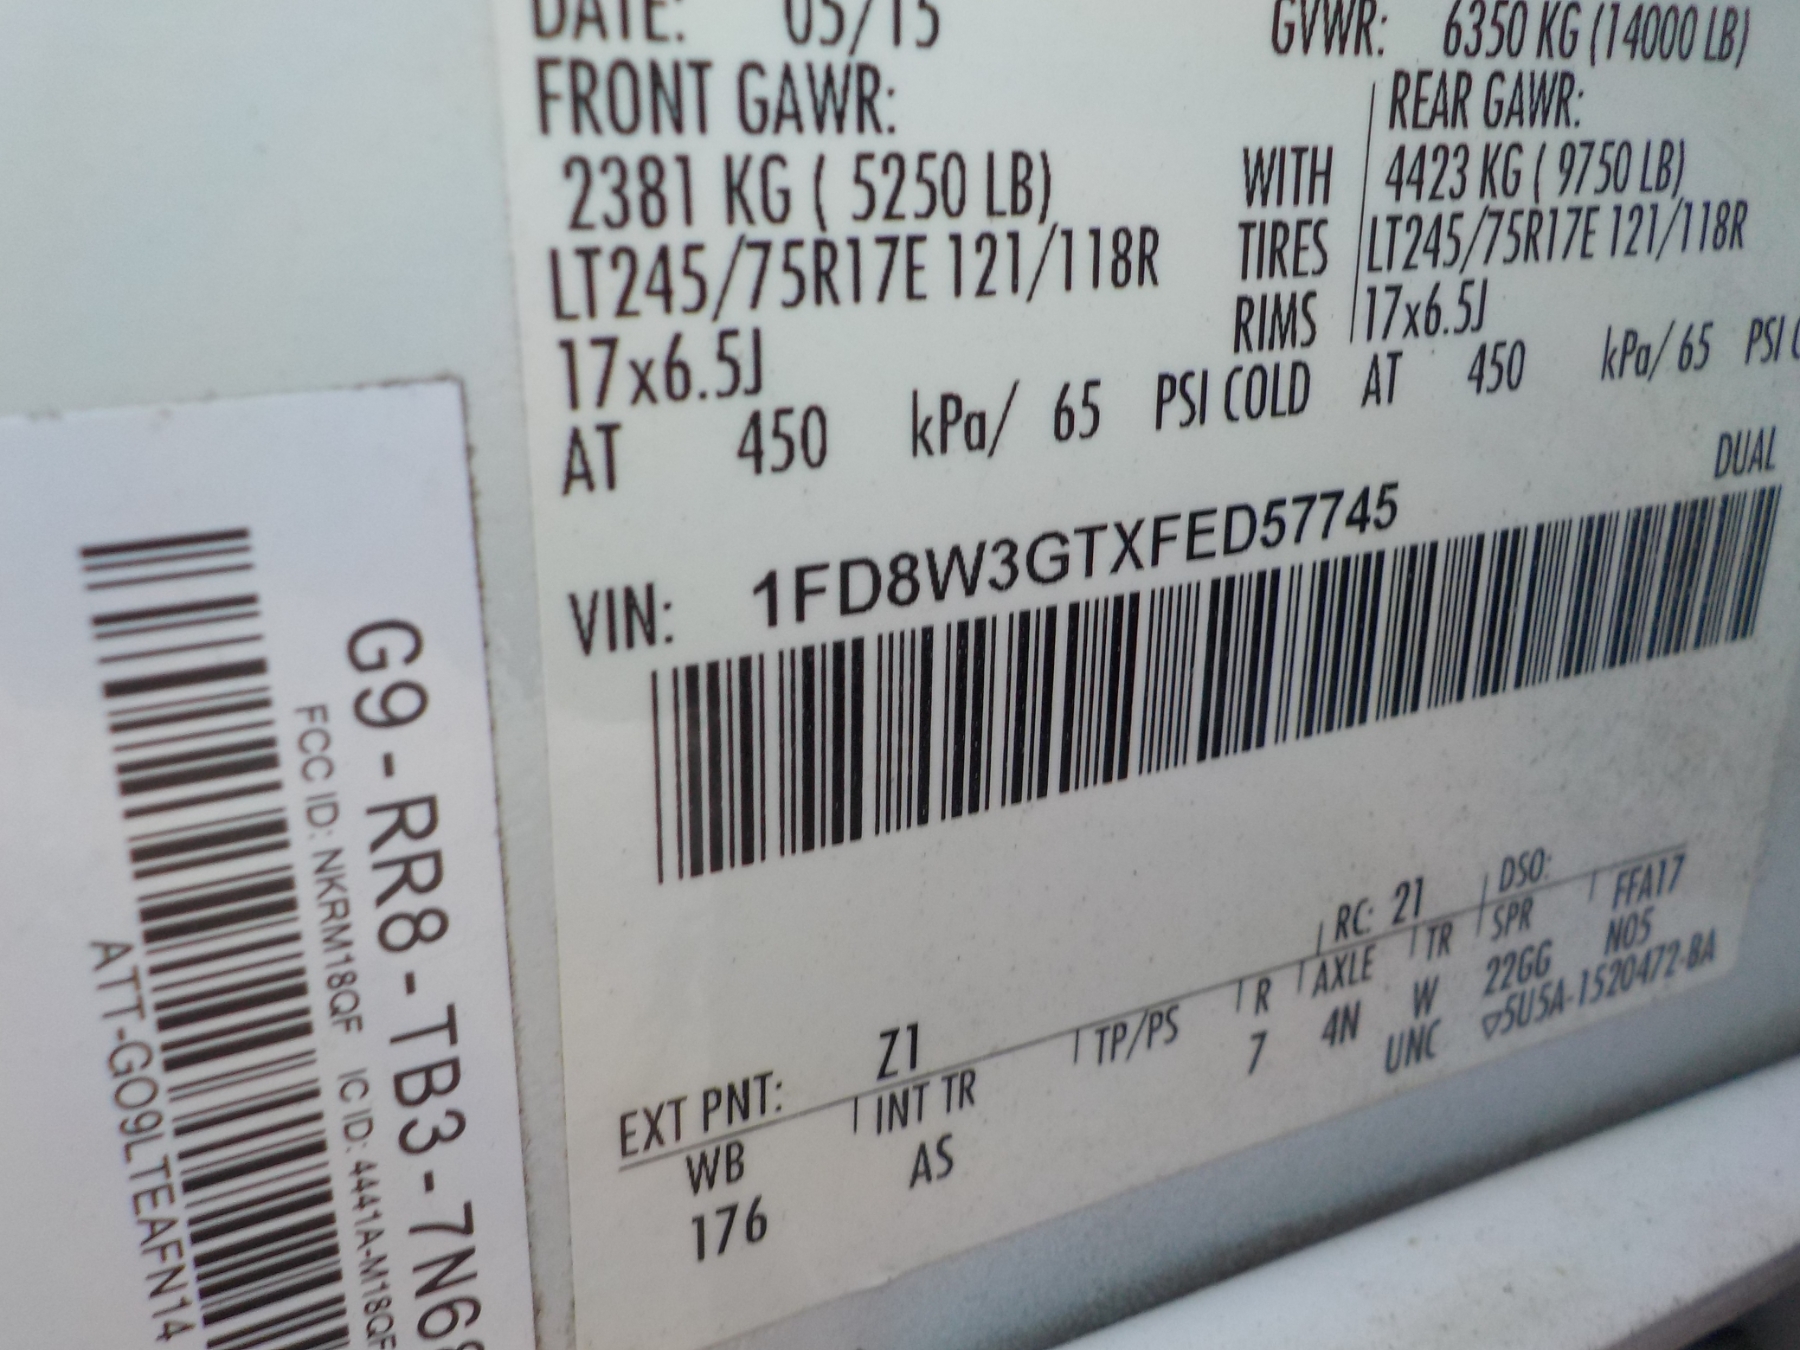 DATE: 05/15 GVWR: 6350 KG (14000 LB)
FRONT GAWR: REAR GAWR:
2381 KG ( 5250 LB) WITH 4423 KG ( 9750 LB)
LT245/75R17E 121/118R TIRES LT245/75R17E 121/118R
17x6.5J RIMS 17x6.5J
AT 450 kPa/ 65 PSI COLD AT 450 kPa/ 65 PSI
DUAL
VIN: 1FD8W3GTXFED57745
EXT PNT: Z1 RC: 21 DSO: FFA17
WB INT TR TP/PS R AXLE TR SPR N05
176 AS 7 4N W 22GG
UNC ▽5U5A-1520472-BA
G9-RR8-TB3-7N6
FCC ID: NKRM18QF IC ID: 4441A-M18QF
ATT-GO9LTEAFN14